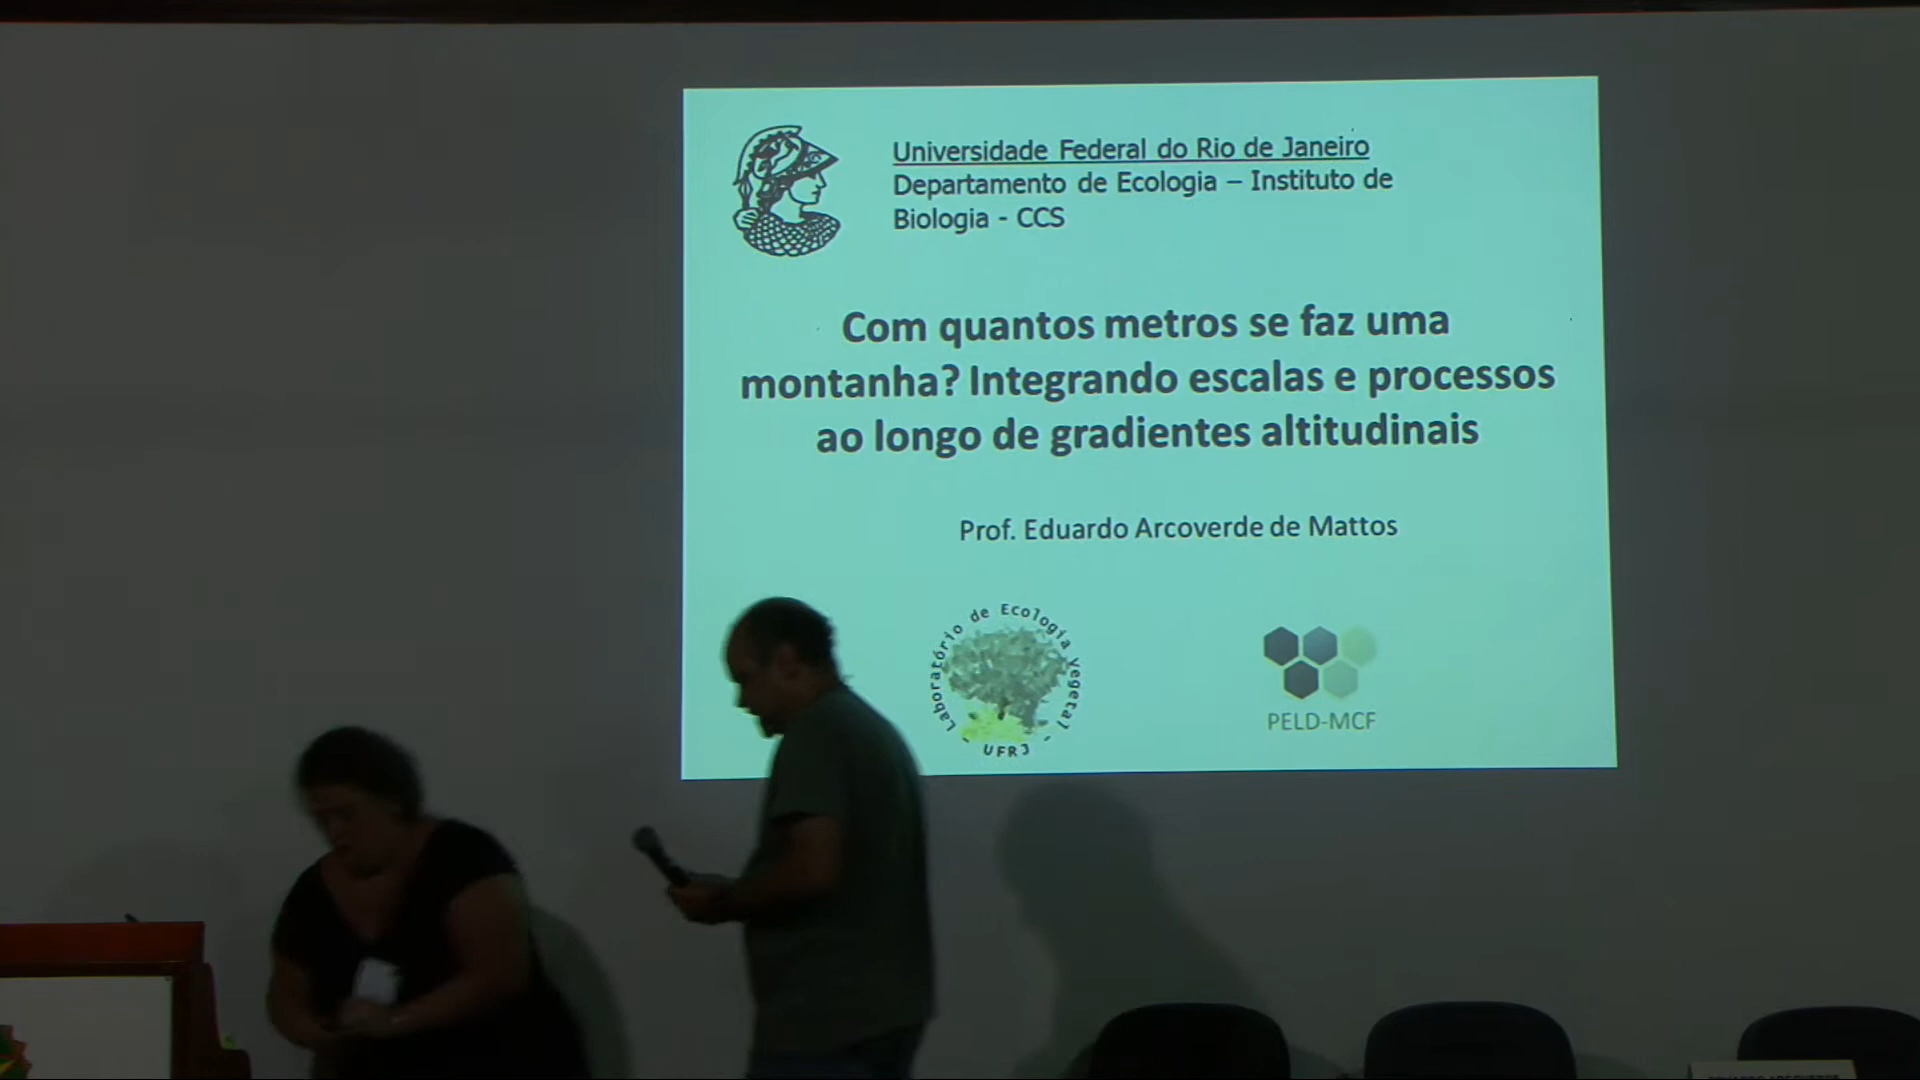 Universidade Federal do Rio de Janeiro
Departamento de Ecologia – Instituto de
Biologia - CCS
Com quantos metros se faz uma
montanha? Integrando escalas e processos
ao longo de gradientes altitudinais
Prof. Eduardo Arcoverde de Mattos
Laboratório de Ecologia Vegetal - UFRJ -
PELD-MCF